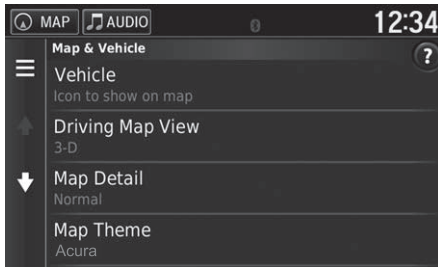 MAP AUDIO 12:34
Map & Vehicle
?
Vehicle
Icon to show on map
Driving Map View
3-D
Map Detail
Normal
Map Theme
Acura